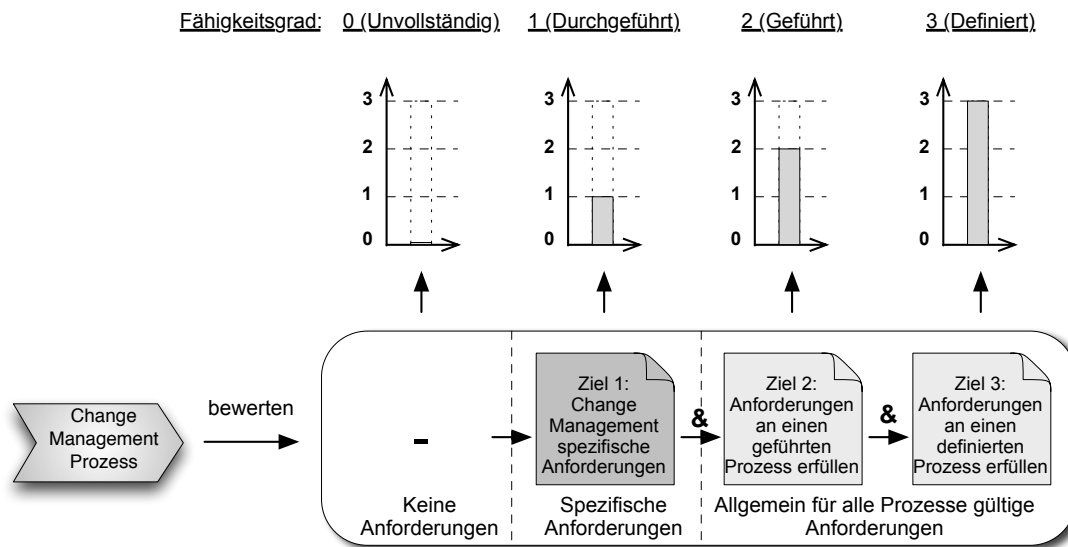 Fähigkeitsgrad: 0 (Unvollständig) 1 (Durchgeführt) 2 (Geführt) 3 (Definiert)
3
2
1
0
3
2
1
0
3
2
1
0
3
2
1
0
Change
Management
Prozess
bewerten
-
Keine
Anforderungen
Ziel 1:
Change
Management
spezifische
Anforderungen
Spezifische
Anforderungen
&
Ziel 2:
Anforderungen
an einen
geführten
Prozess erfüllen
&
Ziel 3:
Anforderungen
an einen
definierten
Prozess erfüllen
Allgemein für alle Prozesse gültige
Anforderungen